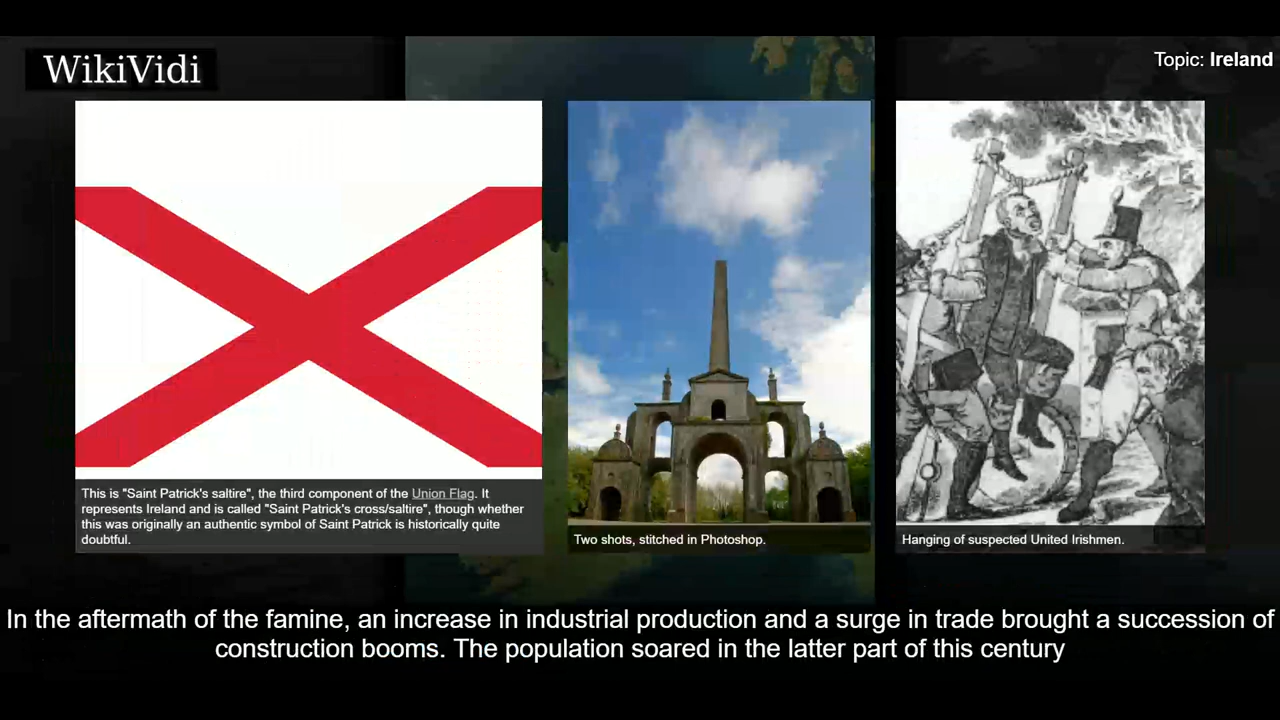 WikiVidi
Topic: Ireland
This is "Saint Patrick's saltire", the third component of the Union Flag. It
represents Ireland and is called "Saint Patrick's cross/saltire", though whether
this was originally an authentic symbol of Saint Patrick is historically quite
doubtful.
Two shots, stitched in Photoshop.
Hanging of suspected United Irishmen.
In the aftermath of the famine, an increase in industrial production and a surge in trade brought a succession of
construction booms. The population soared in the latter part of this century